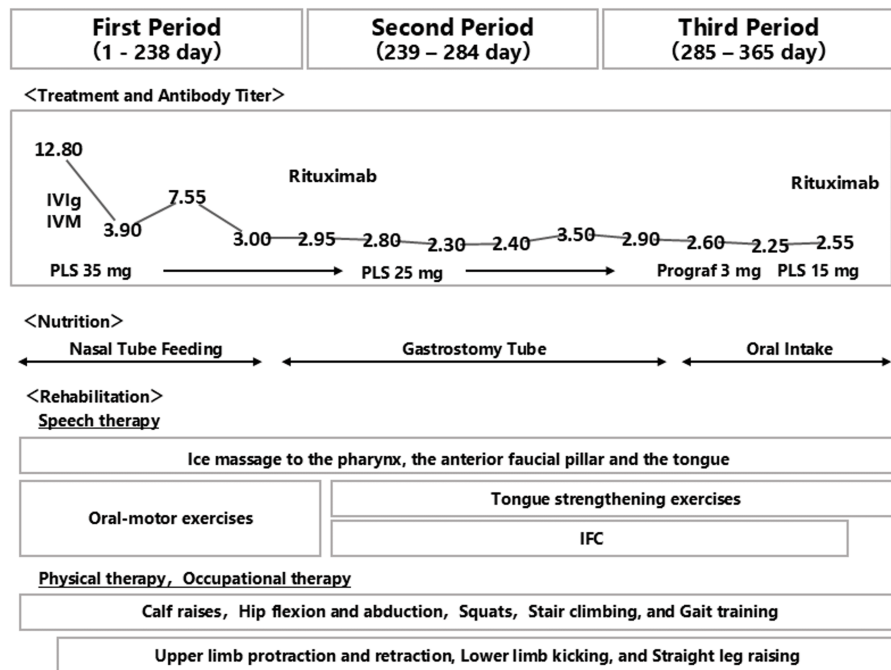 First Period
(1 - 238 day)
Second Period
(239 – 284 day)
Third Period
(285 – 365 day)
<Treatment and Antibody Titer>
12.80
IVIg
IVM
3.90
7.55
3.00
Rituximab
2.95
2.80
2.30
2.40
3.50
2.90
2.60
2.25
2.55
Rituximab
PLS 35 mg
PLS 25 mg
Prograf 3 mg
PLS 15 mg
<Nutrition>
Nasal Tube Feeding
Gastrostomy Tube
Oral Intake
<Rehabilitation>
Speech therapy
Ice massage to the pharynx, the anterior faucial pillar and the tongue
Oral-motor exercises
Tongue strengthening exercises
IFC
Physical therapy, Occupational therapy
Calf raises, Hip flexion and abduction, Squats, Stair climbing, and Gait training
Upper limb protraction and retraction, Lower limb kicking, and Straight leg raising